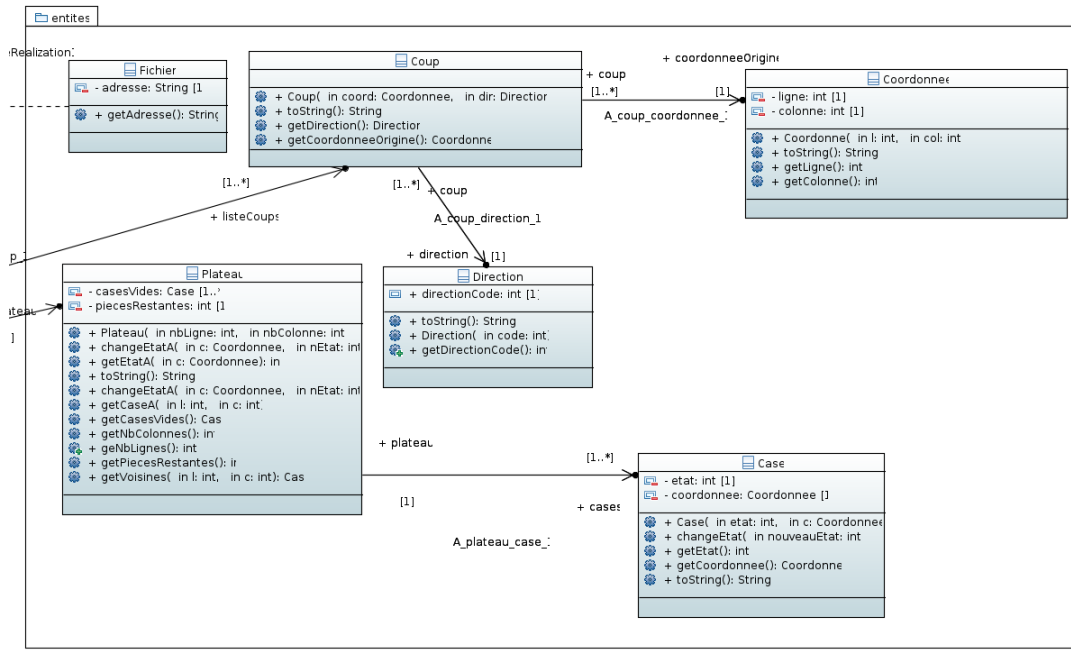 entites
Realization
Fichier
- adresse: String [1
+ getAdresse(): String
Coup
+ Coup( in coord: Coordonnee, in dir: Direction
+ toString(): String
+ getDirection(): Direction
+ getCoordonneeOrigine(): Coordonne
+ coup
[1..*]
+ coordonneeOrigine
[1]
A_coup_coordonnee_
Coordonnee
- ligne: int [1]
- colonne: int [1]
+ Coordonne( in l: int, in col: int
+ toString(): String
+ getLigne(): int
+ getColonne(): int
[1..*]
+ listeCoups
[1..*]
+ coup
A_coup_direction_1
+ direction
[1]
p_
Plateau
- casesVides: Case [1..
- piecesRestantes: int [1
+ Plateau( in nbLigne: int, in nbColonne: int
+ changeEtatA( in c: Coordonnee, in nEtat: int
+ getEtatA( in c: Coordonnee): in
+ toString(): String
+ changeEtatA( in c: Coordonnee, in nEtat: int
+ getCaseA( in l: int, in c: int)
+ getCasesVides(): Cas
+ getNbColonnes(): in
+ geNbLignes(): int
+ getPiecesRestantes(): i
+ getVoisines( in l: int, in c: int): Cas
ateau
]
Direction
+ directionCode: int [1]
+ toString(): String
+ Direction( in code: int)
+ getDirectionCode(): in
+ plateau
[1]
[1..*]
+ cases
A_plateau_case_
Case
- etat: int [1]
- coordonnee: Coordonnee []
+ Case( in etat: int, in c: Coordonnee
+ changeEtat( in nouveauEtat: int
+ getEtat(): int
+ getCoordonnee(): Coordonne
+ toString(): String